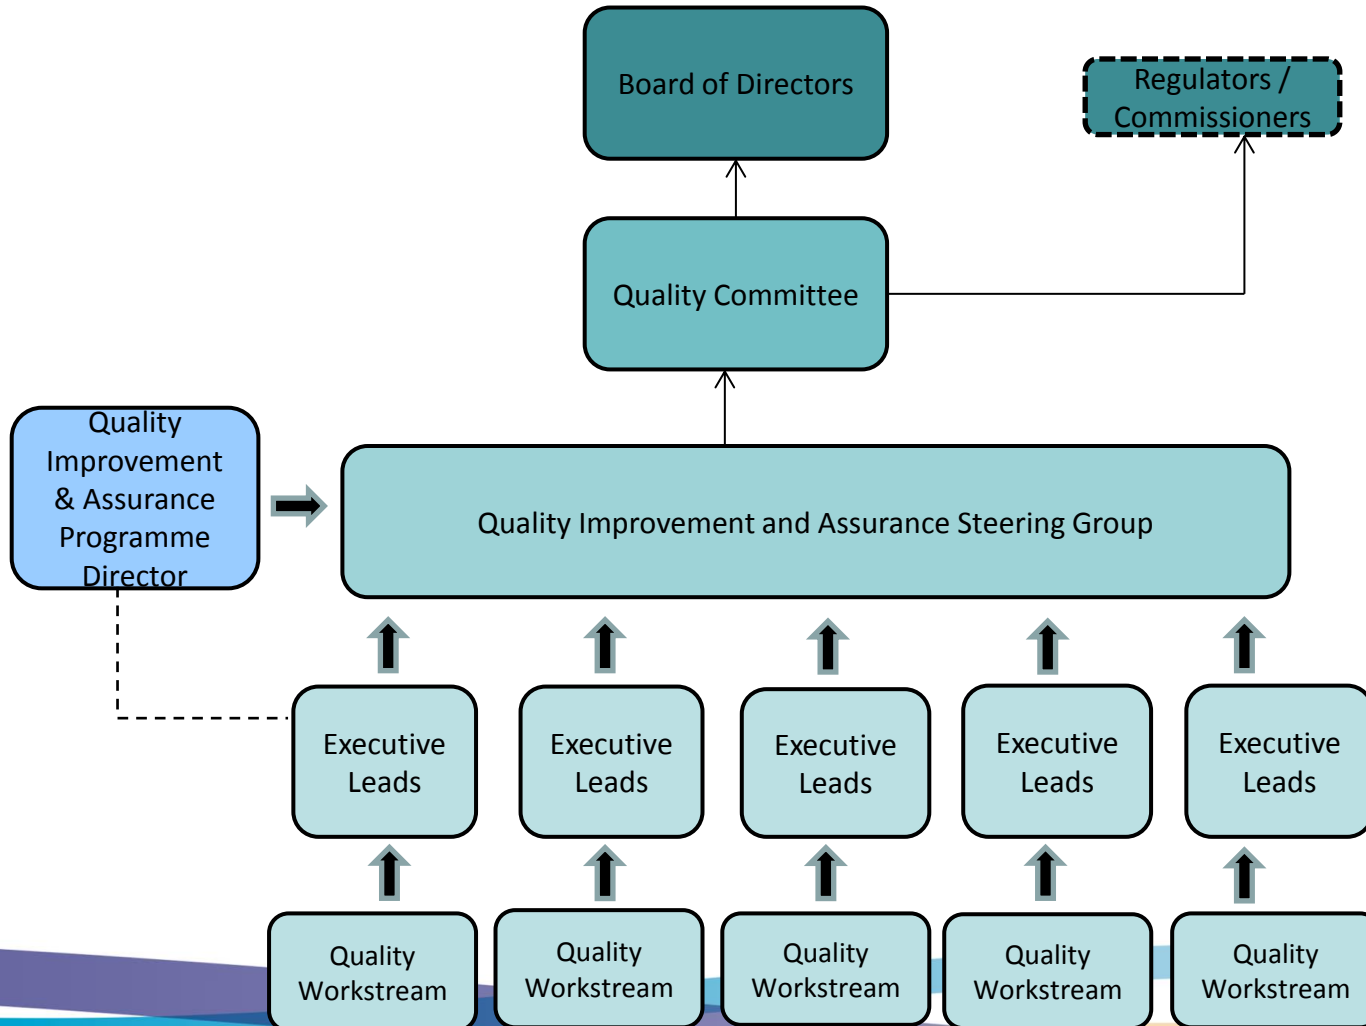 Board of Directors
Regulators /
Commissioners
Quality Committee
Quality
Improvement
& Assurance
Programme
Director
Quality Improvement and Assurance Steering Group
Executive
Leads
Executive
Leads
Executive
Leads
Executive
Leads
Executive
Leads
Quality
Workstream
Quality
Workstream
Quality
Workstream
Quality
Workstream
Quality
Workstream